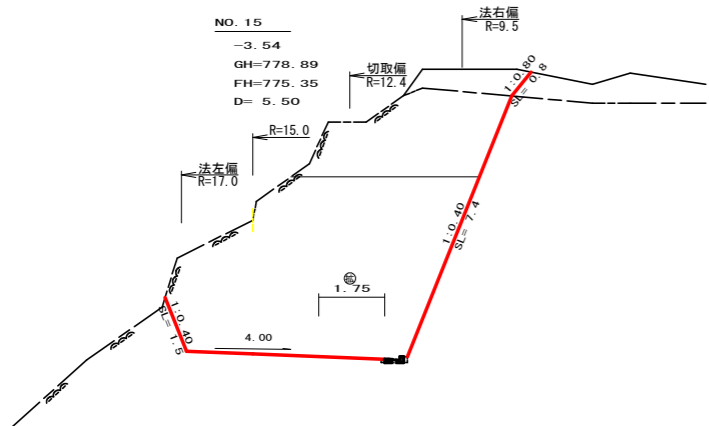 NO. 15
-3.54
GH=778.89
FH=775.35
D= 5.50
法右偏
R=9.5
切取偏
R=12.4
R=15.0
法左偏
R=17.0
1:0.80
SL= 0.8
1:0.40
SL= 7.4
拡
1.75
1:0.40
SL= 1.5
4.00